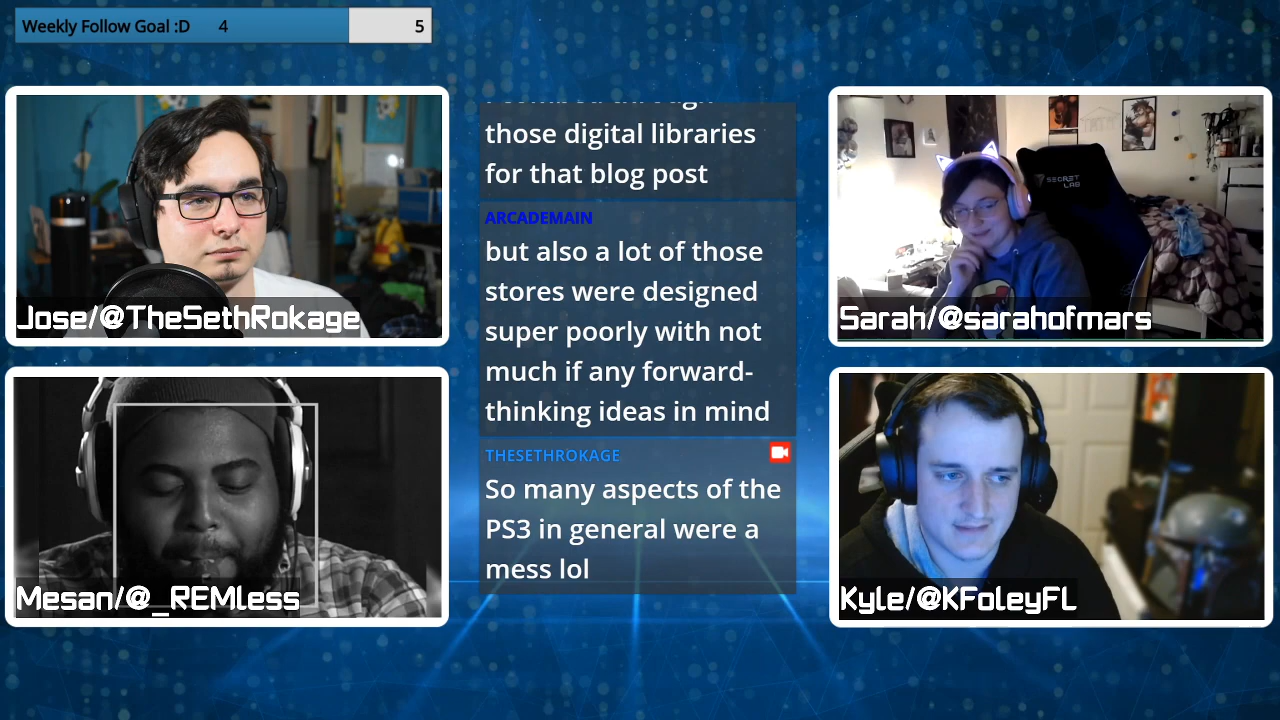 Weekly Follow Goal :D 4 5
those digital libraries
for that blog post
ARCADEMAIN
but also a lot of those
stores were designed
super poorly with not
much if any forward-
thinking ideas in mind
THESETHROKAGE
So many aspects of the
PS3 in general were a
mess lol
Jose/@TheSethRokage
Sarah/@sarahofmars
SECRET
LAB
Mesan/@_REMless
Kyle/@KFoleyFL